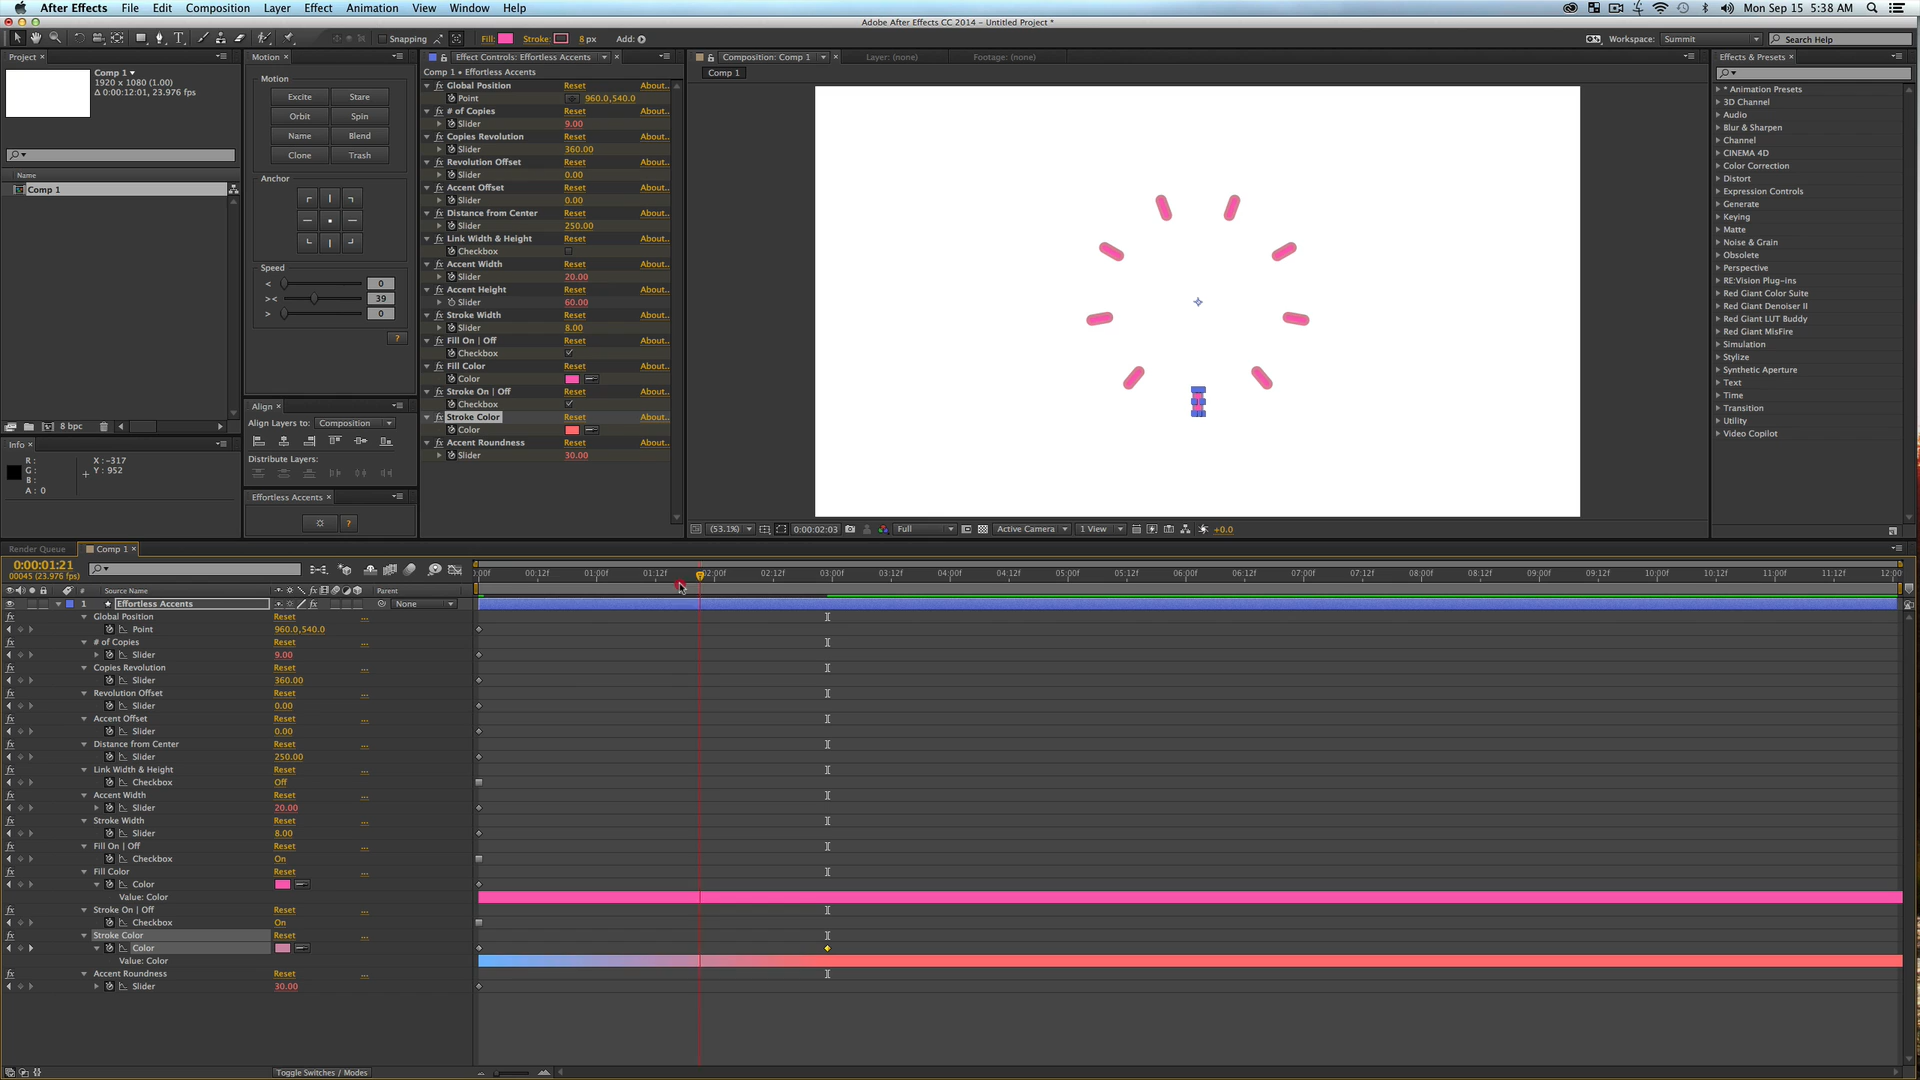 After Effects File Edit Composition Layer Effect Animation View Window Help Mon Sep 15 5:38 AM
Adobe After Effects CC 2014 – Untitled Project *
Snapping Fill: Stroke: 8 px Add: Workspace: Summit Search Help
Project Motion Effect Controls: Effortless Accents Composition: Comp 1 Layer: (none) Footage: (none) Effects & Presets
Comp 1
1920 x 1080 (1.00)
Δ 0:00:12:01, 23.976 fps
Name
Comp 1
8 bpc
Info
R:
G:
B:
A: 0
X: -317
Y: 952
Motion
Excite Stare
Orbit Spin
Name Blend
Clone Trash
Anchor
Speed
< 0
>< 39
> 0
?
Align
Align Layers to: Composition
Distribute Layers:
Effortless Accents
?
Comp 1 • Effortless Accents
fx Global Position Reset About..
Point 960.0,540.0
fx # of Copies Reset About..
Slider 9.00
fx Copies Revolution Reset About..
Slider 360.00
fx Revolution Offset Reset About..
Slider 0.00
fx Accent Offset Reset About..
Slider 0.00
fx Distance from Center Reset About..
Slider 250.00
fx Link Width & Height Reset About..
Checkbox
fx Accent Width Reset About..
Slider 20.00
fx Accent Height Reset About..
Slider 60.00
fx Stroke Width Reset About..
Slider 8.00
fx Fill On | Off Reset About..
Checkbox
fx Fill Color Reset About..
Color
fx Stroke On | Off Reset About..
Checkbox
fx Stroke Color Reset About..
Color
fx Accent Roundness Reset About..
Slider 30.00
Comp 1
(53.1%) 0:00:02:03 Full Active Camera 1 View +0.0
* Animation Presets
3D Channel
Audio
Blur & Sharpen
Channel
CINEMA 4D
Color Correction
Distort
Expression Controls
Generate
Keying
Matte
Noise & Grain
Obsolete
Perspective
RE:Vision Plug-ins
Red Giant Color Suite
Red Giant Denoiser II
Red Giant LUT Buddy
Red Giant MisFire
Simulation
Stylize
Synthetic Aperture
Text
Time
Transition
Utility
Video Copilot
Render Queue Comp 1
0:00:01:21
00045 (23.976 fps)
:00f 00:12f 01:00f 01:12f 02:00f 02:12f 03:00f 03:12f 04:00f 04:12f 05:00f 05:12f 06:00f 06:12f 07:00f 07:12f 08:00f 08:12f 09:00f 09:12f 10:00f 10:12f 11:00f 11:12f 12:00
# Source Name Parent
1 Effortless Accents None
fx Global Position Reset ...
Point 960.0,540.0
fx # of Copies Reset ...
Slider 9.00
fx Copies Revolution Reset ...
Slider 360.00
fx Revolution Offset Reset ...
Slider 0.00
fx Accent Offset Reset ...
Slider 0.00
fx Distance from Center Reset ...
Slider 250.00
fx Link Width & Height Reset ...
Checkbox Off
fx Accent Width Reset ...
Slider 20.00
fx Stroke Width Reset ...
Slider 8.00
fx Fill On | Off Reset ...
Checkbox On
fx Fill Color Reset ...
Color
Value: Color
fx Stroke On | Off Reset ...
Checkbox On
fx Stroke Color Reset ...
Color
Value: Color
fx Accent Roundness Reset ...
Slider 30.00
Toggle Switches / Modes